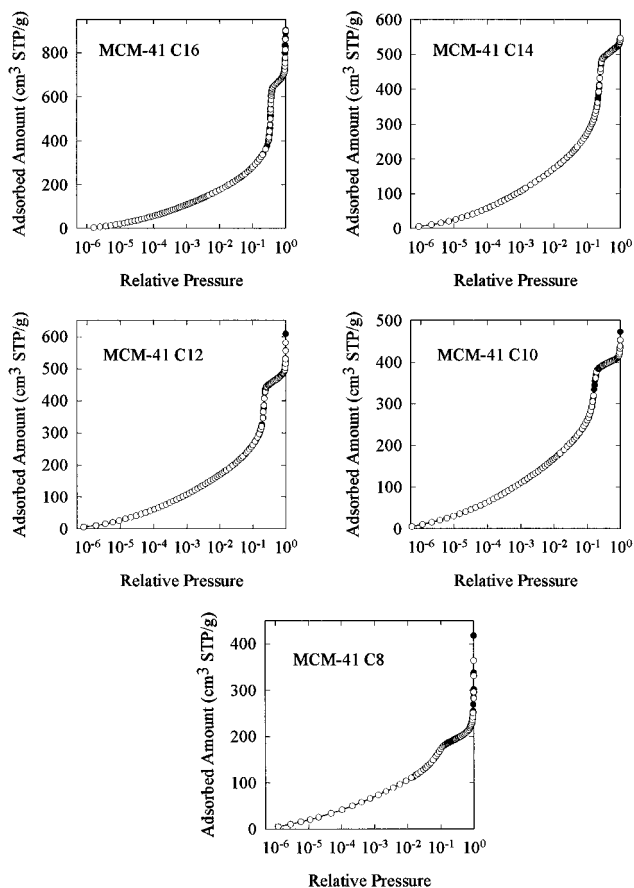 MCM-41 C16
Adsorbed Amount (cm³ STP/g)
800
600
400
200
0
10⁻⁶ 10⁻⁵ 10⁻⁴ 10⁻³ 10⁻² 10⁻¹ 10⁰
Relative Pressure
MCM-41 C14
Adsorbed Amount (cm³ STP/g)
600
500
400
300
200
100
0
10⁻⁶ 10⁻⁵ 10⁻⁴ 10⁻³ 10⁻² 10⁻¹ 10⁰
Relative Pressure
MCM-41 C12
Adsorbed Amount (cm³ STP/g)
600
500
400
300
200
100
0
10⁻⁶ 10⁻⁵ 10⁻⁴ 10⁻³ 10⁻² 10⁻¹ 10⁰
Relative Pressure
MCM-41 C10
Adsorbed Amount (cm³ STP/g)
500
400
300
200
100
0
10⁻⁶ 10⁻⁵ 10⁻⁴ 10⁻³ 10⁻² 10⁻¹ 10⁰
Relative Pressure
MCM-41 C8
Adsorbed Amount (cm³ STP/g)
400
300
200
100
0
10⁻⁶ 10⁻⁵ 10⁻⁴ 10⁻³ 10⁻² 10⁻¹ 10⁰
Relative Pressure